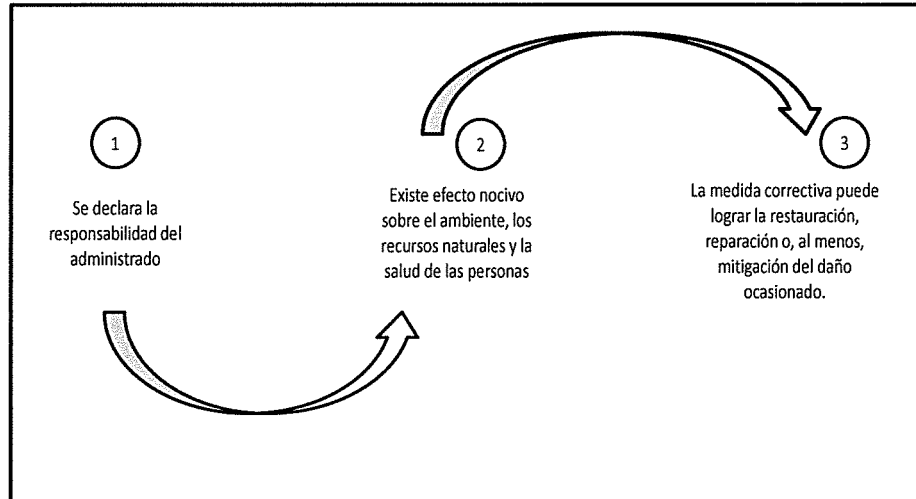 1
Se declara la
responsabilidad del
administrado
2
Existe efecto nocivo
sobre el ambiente, los
recursos naturales y la
salud de las personas
3
La medida correctiva puede
lograr la restauración,
reparación o, al menos,
mitigación del daño
ocasionado.